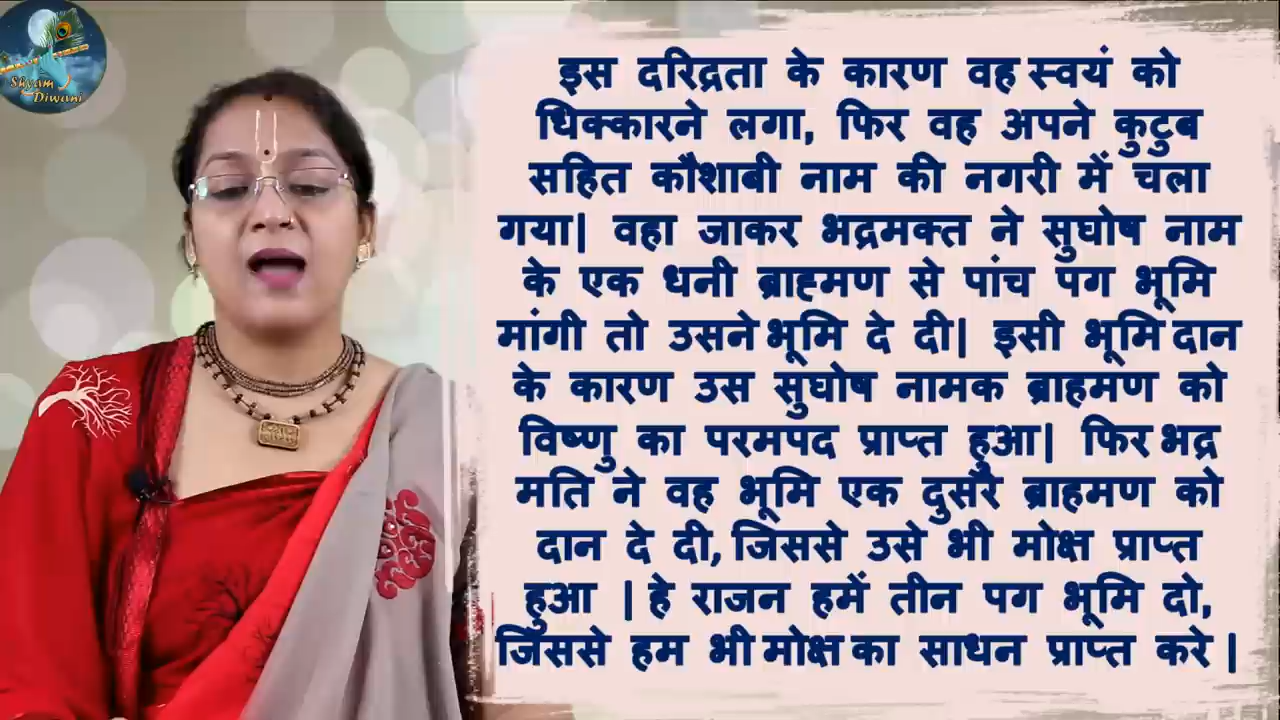 Shyam
Diwani
इस दरिद्रता के कारण वह स्वयं को
धिक्कारने लगा, फिर वह अपने कुटुब
सहित कौशाबी नाम की नगरी में चला
गया| वहा जाकर भद्रमक्त ने सुघोष नाम
के एक धनी ब्राह्मण से पांच पग भूमि
मांगी तो उसने भूमि दे दी| इसी भूमि दान
के कारण उस सुघोष नामक ब्राहमण को
विष्णु का परमपद प्राप्त हुआ| फिर भद्र
मति ने वह भूमि एक दुसरे ब्राहमण को
दान दे दी, जिससे उसे भी मोक्ष प्राप्त
हुआ | हे राजन हमें तीन पग भूमि दो,
जिससे हम भी मोक्ष का साधन प्राप्त करे |